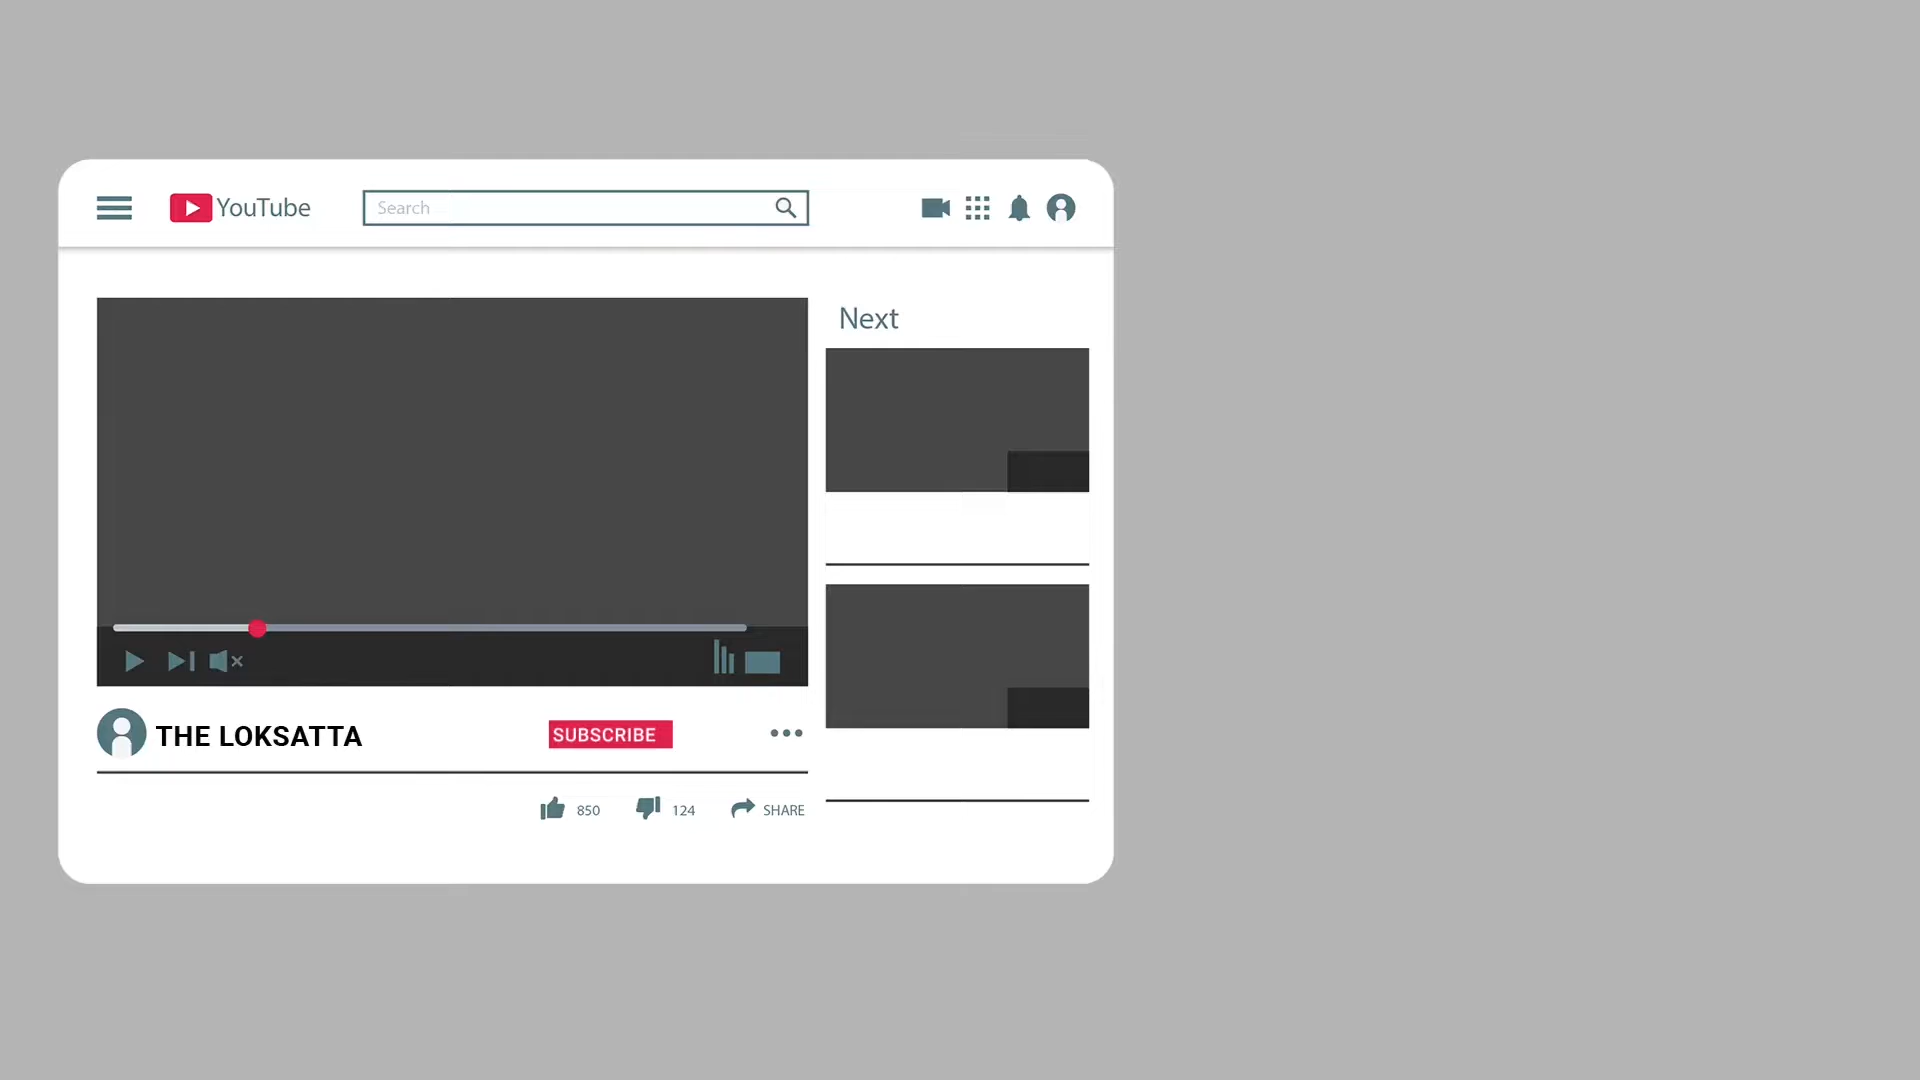 YouTube
Search
Next
THE LOKSATTA
SUBSCRIBE
850
124
SHARE